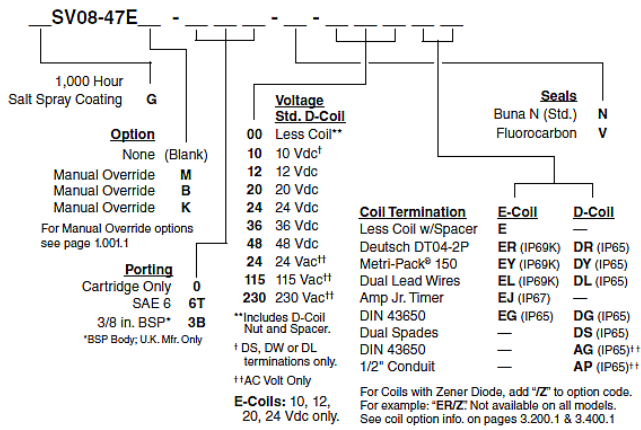 __SV08-47E__ - ______ - __ - ______ __ __
1,000 Hour
Salt Spray Coating G
Option
None (Blank)
Manual Override M
Manual Override B
Manual Override K
For Manual Override options
see page 1.001.1
Porting
Cartridge Only 0
SAE 6 6T
3/8 in. BSP* 3B
*BSP Body; U.K. Mfr. Only
Voltage
Std. D-Coil
00 Less Coil**
10 10 Vdc†
12 12 Vdc
20 20 Vdc
24 24 Vdc
36 36 Vdc
48 48 Vdc
24 24 Vac††
115 115 Vac††
230 230 Vac††
**Includes D-Coil
Nut and Spacer.
† DS, DW or DL
terminations only.
††AC Volt Only
E-Coils: 10, 12,
20, 24 Vdc only.
Seals
Buna N (Std.) N
Fluorocarbon V
Coil Termination E-Coil D-Coil
Less Coil w/Spacer E —
Deutsch DT04-2P ER (IP69K) DR (IP65)
Metri-Pack® 150 EY (IP69K) DY (IP65)
Dual Lead Wires EL (IP69K) DL (IP65)
Amp Jr. Timer EJ (IP67) —
DIN 43650 EG (IP65) DG (IP65)
Dual Spades — DS (IP65)
DIN 43650 — AG (IP65)††
1/2" Conduit — AP (IP65)††
For Coils with Zener Diode, add "/Z" to option code.
For example: "ER/Z". Not available on all models.
See coil option info. on pages 3.200.1 & 3.400.1